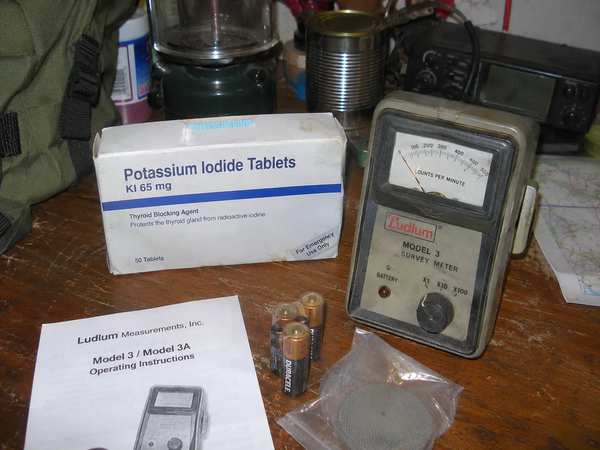 Potassium Iodide Tablets
KI 65 mg
Thyroid Blocking Agent
Protects the thyroid gland from radioactive iodine
For Emergency
Use Only
50 Tablets
COUNTS PER MINUTE
Ludlum
MODEL 3
SURVEY METER
BATTERY
X1 X10 X100
Ludlum Measurements, Inc.
Model 3 / Model 3A
Operating Instructions
DURACELL